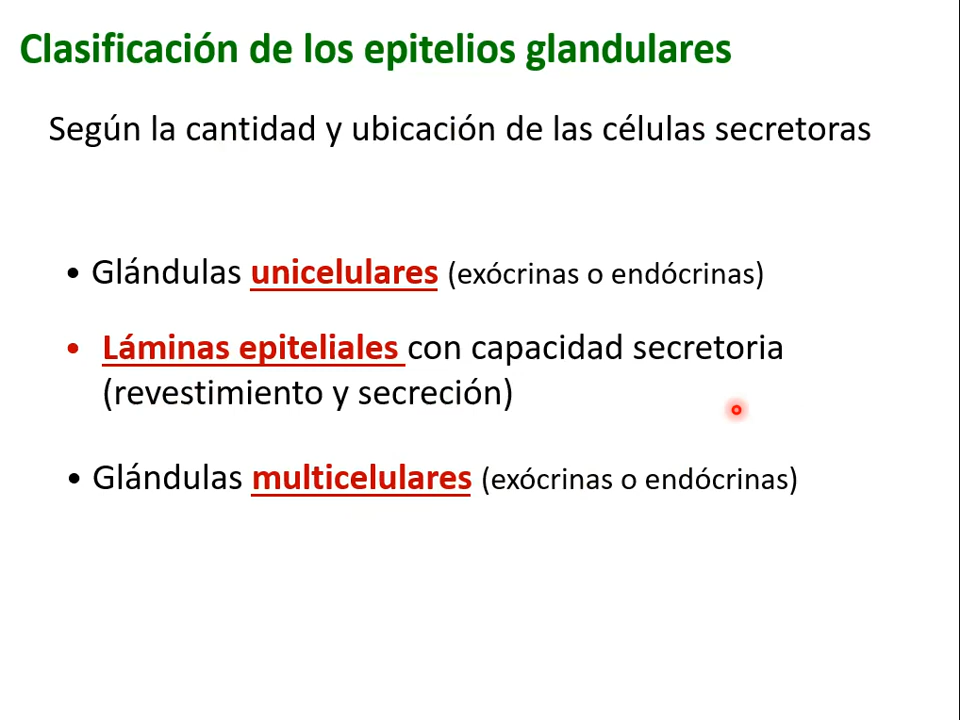 Clasificación de los epitelios glandulares
Según la cantidad y ubicación de las células secretoras
• Glándulas unicelulares (exócrinas o endócrinas)
• Láminas epiteliales con capacidad secretoria
(revestimiento y secreción)
• Glándulas multicelulares (exócrinas o endócrinas)